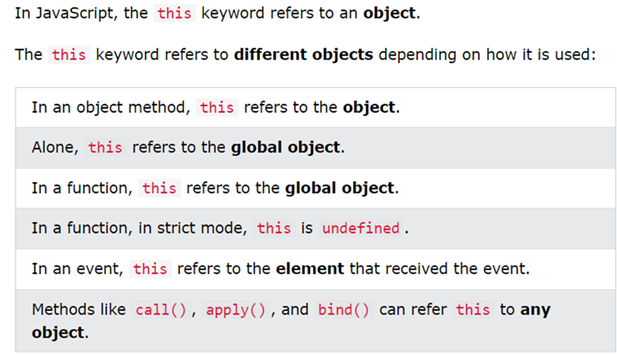 In JavaScript, the this keyword refers to an object.
The this keyword refers to different objects depending on how it is used:
In an object method, this refers to the object.
Alone, this refers to the global object.
In a function, this refers to the global object.
In a function, in strict mode, this is undefined.
In an event, this refers to the element that received the event.
Methods like call(), apply(), and bind() can refer this to any
object.